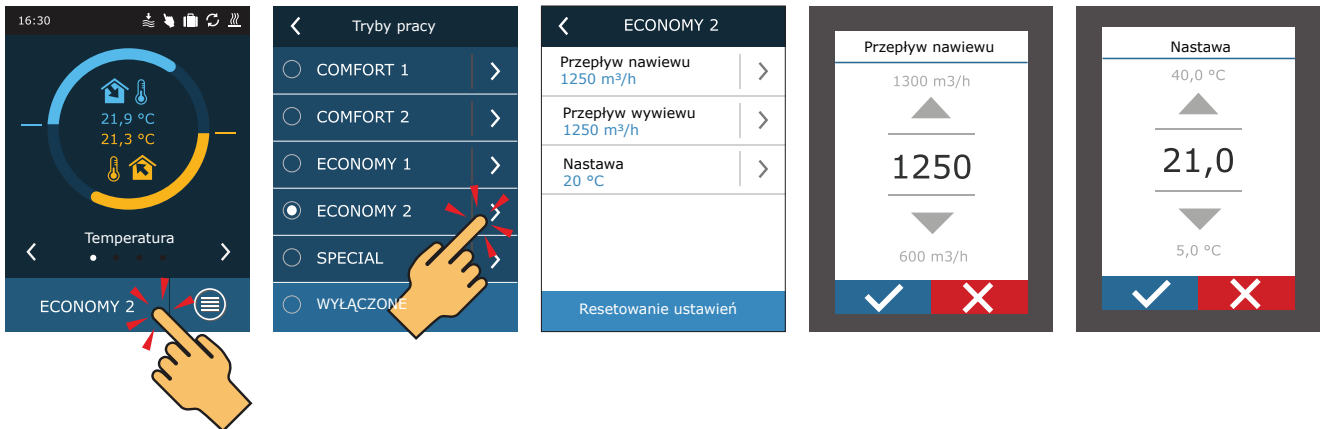 16:30
21,9 °C
21,3 °C
Temperatura
ECONOMY 2
Tryby pracy
COMFORT 1
COMFORT 2
ECONOMY 1
ECONOMY 2
SPECIAL
WYŁĄCZONE
ECONOMY 2
Przepływ nawiewu
1250 m³/h
Przepływ wywiewu
1250 m³/h
Nastawa
20 °C
Resetowanie ustawień
Przepływ nawiewu
1300 m3/h
1250
600 m3/h
Nastawa
40,0 °C
21,0
5,0 °C